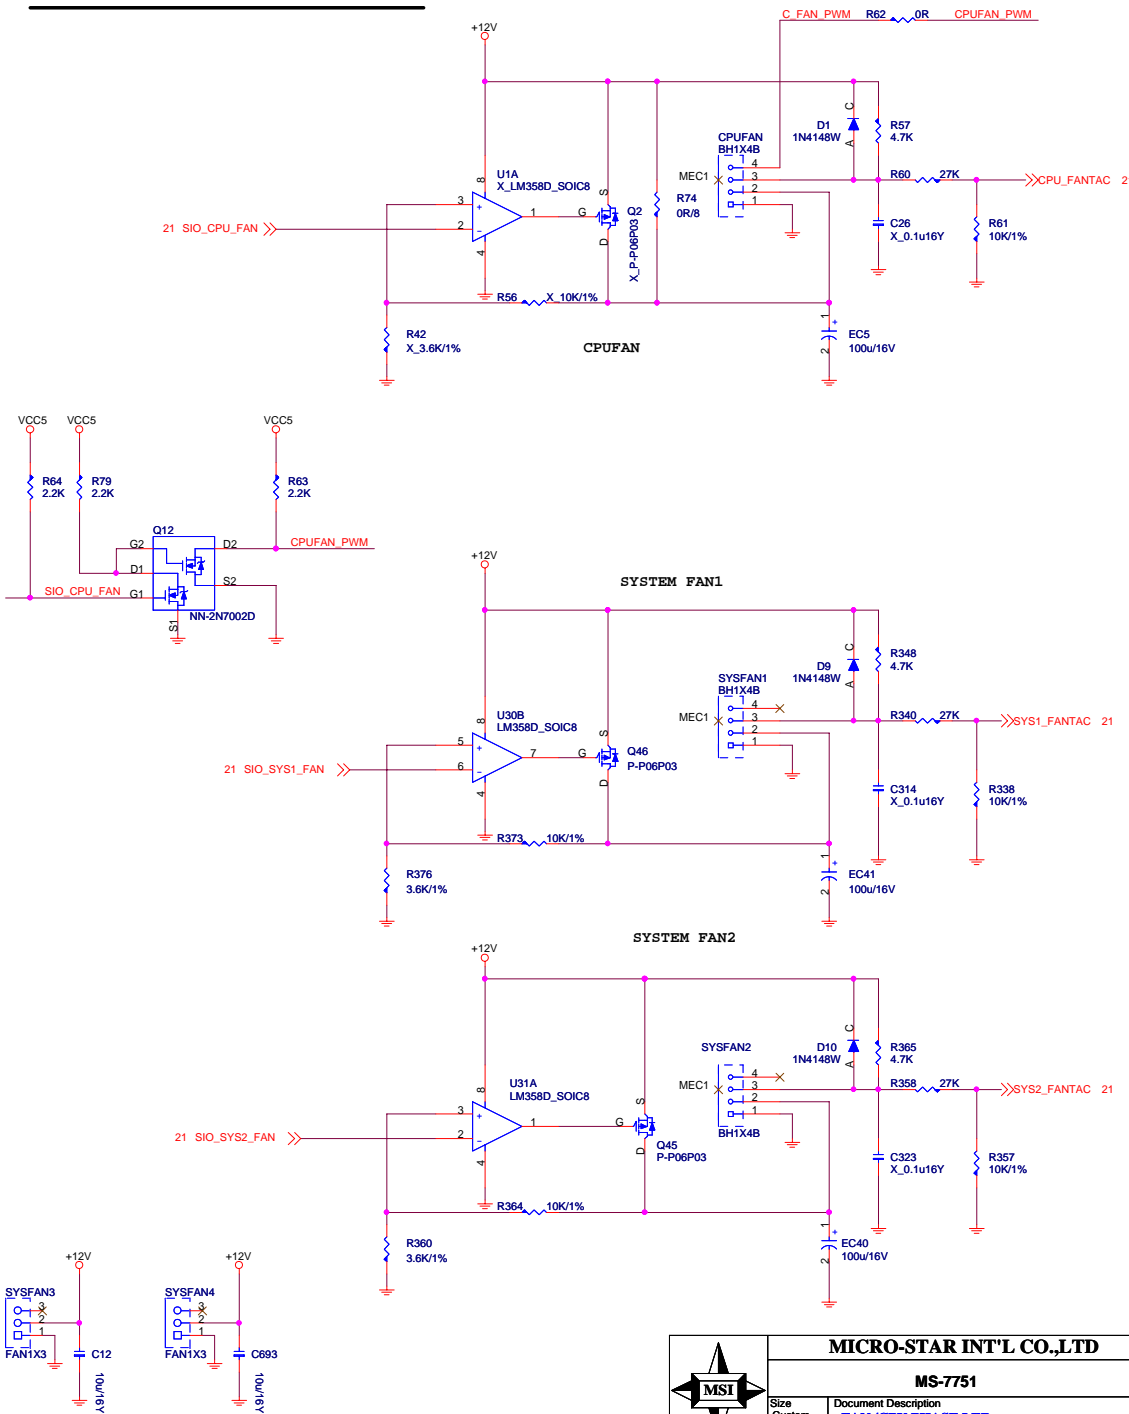 C_FAN_PWM R62 0R CPUFAN_PWM
+12V
C
D1
1N4148W
A
R57
4.7K
CPUFAN
BH1X4B
MEC1
4
3
2
1
R60 27K
CPU_FANTAC 2
U1A
X_LM358D_SOIC8
8
3
+
2
-
1
4
21 SIO_CPU_FAN
S
G
D
Q2
X_P-P06P03
R74
0R/8
C26
X_0.1u16Y
R61
10K/1%
R56 X_10K/1%
R42
X_3.6K/1%
CPUFAN
1
+
2
EC5
100u/16V
VCC5 VCC5 VCC5
R64
2.2K
R79
2.2K
R63
2.2K
Q12
G2
D1
G1
S1
D2
S2
CPUFAN_PWM
SIO_CPU_FAN
NN-2N7002D
+12V
SYSTEM FAN1
C
D9
1N4148W
A
R348
4.7K
SYSFAN1
BH1X4B
MEC1
4
3
2
1
R340 27K
SYS1_FANTAC 21
U30B
LM358D_SOIC8
8
5
+
6
-
7
4
21 SIO_SYS1_FAN
S
G
D
Q46
P-P06P03
C314
X_0.1u16Y
R338
10K/1%
R373 10K/1%
R376
3.6K/1%
1
+
2
EC41
100u/16V
SYSTEM FAN2
+12V
C
D10
1N4148W
A
R365
4.7K
SYSFAN2
MEC1
4
3
2
1
BH1X4B
R358 27K
SYS2_FANTAC 21
U31A
LM358D_SOIC8
8
3
+
2
-
1
4
21 SIO_SYS2_FAN
S
G
D
Q45
P-P06P03
C323
X_0.1u16Y
R357
10K/1%
R364 10K/1%
R360
3.6K/1%
1
+
2
EC40
100u/16V
+12V
SYSFAN3
3
2
1
FAN1X3
C12
10u/16Y
+12V
SYSFAN4
3
2
1
FAN1X3
C693
10u/16Y
MSI
MICRO-STAR INT'L CO.,LTD
MS-7751
Size
Document Description